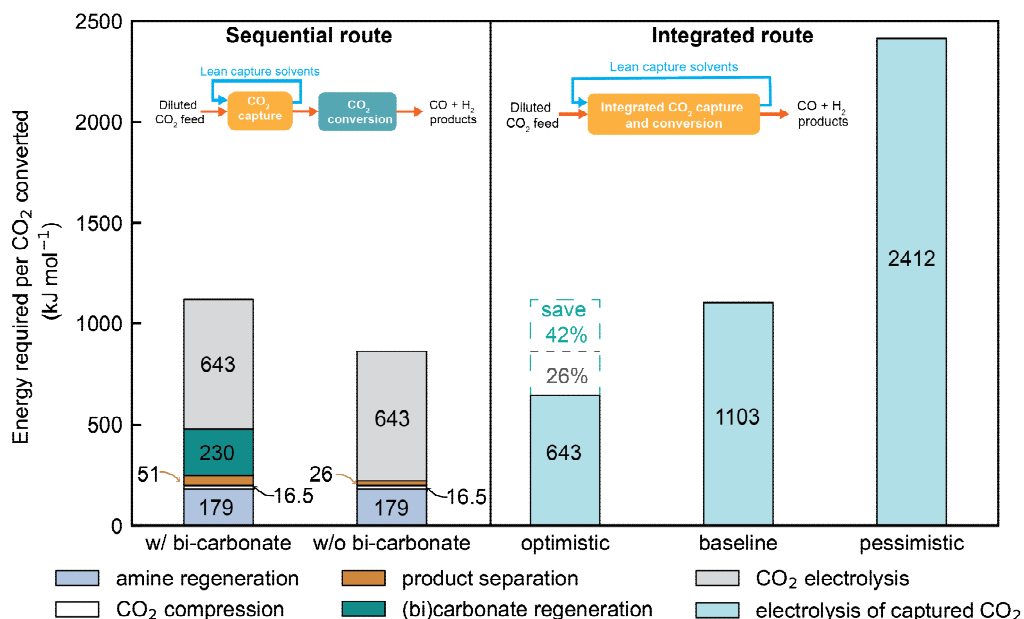 Energy required per CO₂ converted
(kJ mol⁻¹)
2500
2000
1500
1000
500
0
Sequential route
Lean capture solvents
Diluted
CO₂ feed
CO₂
capture
CO₂
conversion
CO + H₂
products
Integrated route
Lean capture solvents
Diluted
CO₂ feed
Integrated CO₂ capture
and conversion
CO + H₂
products
643
230
51
16.5
179
643
26
16.5
179
save
42%
26%
643
1103
2412
w/ bi-carbonate
w/o bi-carbonate
optimistic
baseline
pessimistic
amine regeneration
product separation
CO₂ electrolysis
CO₂ compression
(bi)carbonate regeneration
electrolysis of captured CO₂